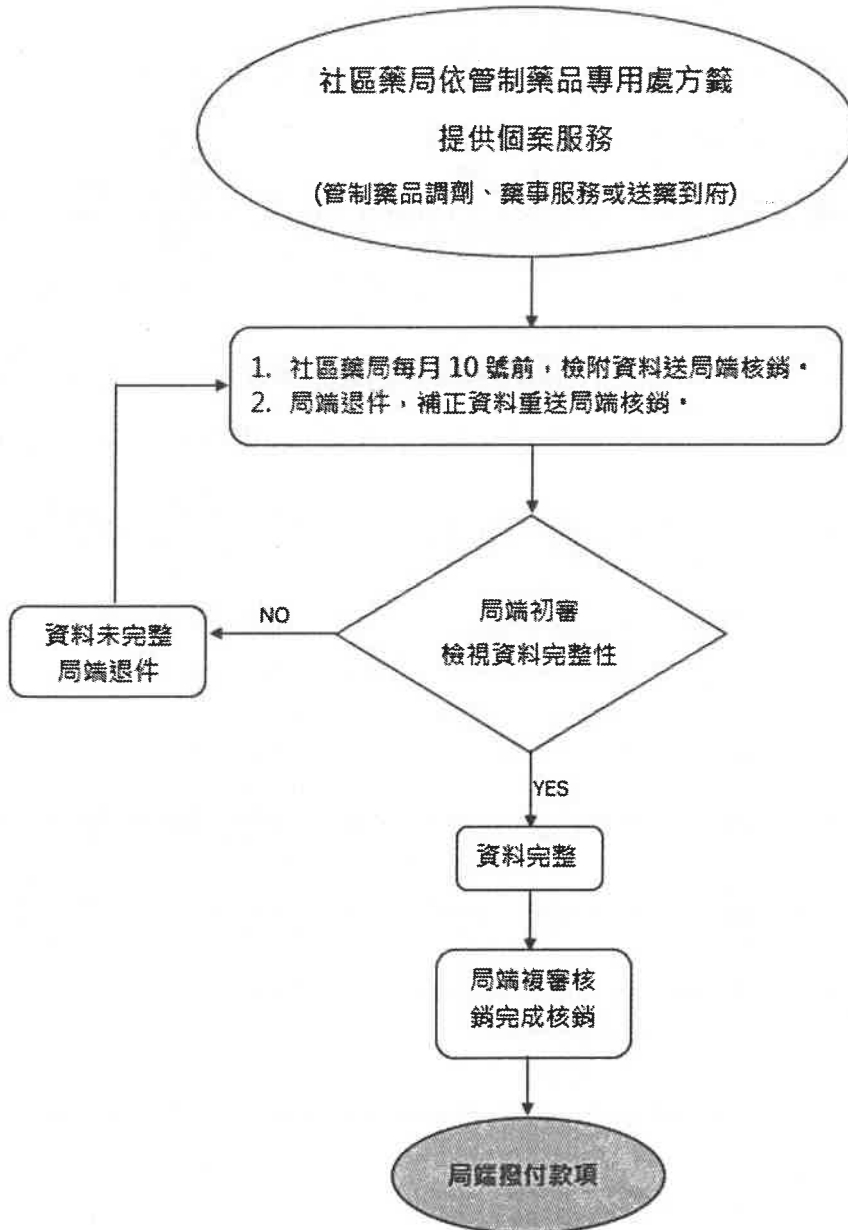 社區藥局依管制藥品專用處方籤
提供個案服務
(管制藥品調劑、藥事服務或送藥到府)
1. 社區藥局每月 10 號前，檢附資料送局端核銷。
2. 局端退件，補正資料重送局端核銷。
局端初審
檢視資料完整性
NO
資料未完整
局端退件
YES
資料完整
局端複審核
銷完成核銷
局端撥付款項